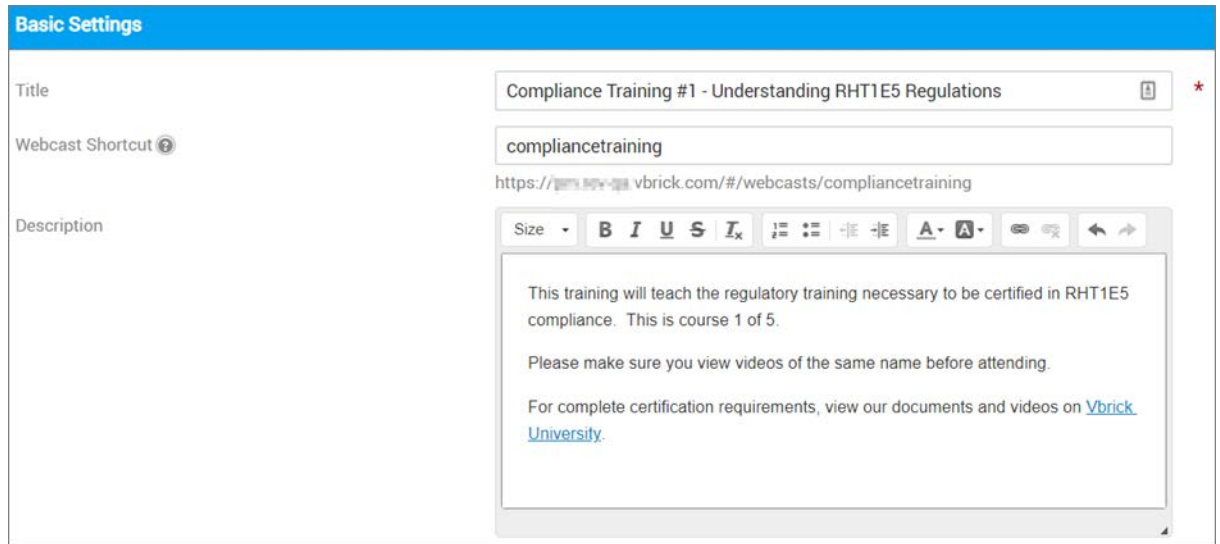 Basic Settings
Title
Compliance Training #1 - Understanding RHT1E5 Regulations
*
Webcast Shortcut
compliancetraining
https://vbrick.com/#/webcasts/compliancetraining
Description
Size B I U S Ix A A
This training will teach the regulatory training necessary to be certified in RHT1E5
compliance. This is course 1 of 5.
Please make sure you view videos of the same name before attending.
For complete certification requirements, view our documents and videos on Vbrick
University.